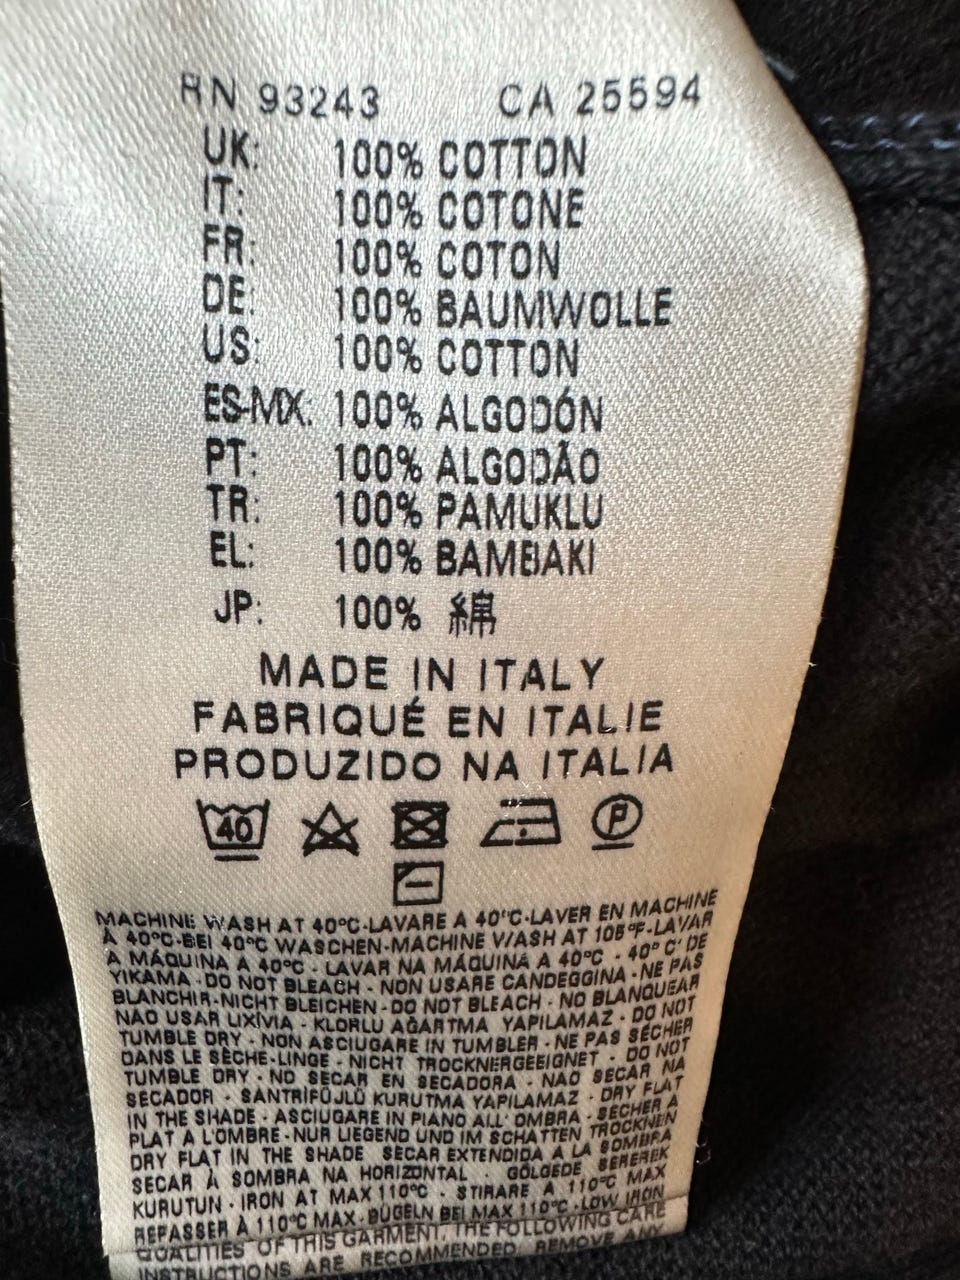 RN 93243 CA 25594
UK: 100% COTTON
IT: 100% COTONE
FR: 100% COTON
DE: 100% BAUMWOLLE
US: 100% COTTON
ES-MX: 100% ALGODÓN
PT: 100% ALGODÃO
TR: 100% PAMUKLU
EL: 100% BAMBAKI
JP: 100% 綿
MADE IN ITALY
FABRIQUÉ EN ITALIE
PRODUZIDO NA ITALIA
40 P
MACHINE WASH AT 40°C-LAVARE A 40°C-LAVER EN MACHINE
À 40°C-BEI 40°C WASCHEN-MACHINE WASH AT 105°F-LAVAR
A MÁQUINA A 40°C - LAVAR NA MÁQUINA A 40°C - 40° C' DE
YIKAMA - DO NOT BLEACH - NON USARE CANDEGGINA - NE PAS
BLANCHIR-NICHT BLEICHEN-DO NOT BLEACH - NO BLANQUEAR
NAO USAR LIXÍVIA - KLORLU AĞARTMA YAPILAMAZ - DO NOT
TUMBLE DRY - NON ASCIUGARE IN TUMBLER - NE PAS SÉCHER
DANS LE SÈCHE-LINGE - NICHT TROCKNERGEEIGNET - DO NOT
TUMBLE DRY - NO SECAR EN SECADORA - NAO SECAR NA
SECADOR - SANTRİFÜJLÜ KURUTMA YAPILAMAZ - DRY FLAT
IN THE SHADE - ASCIUGARE IN PIANO ALL' OMBRA - SÉCHER À
PLAT A L'OMBRE-NUR LIEGEND UND IM SCHATTEN TROCKNEN
DRY FLAT IN THE SHADE SECAR EXTENDIDA A LA SOMBRA
SECAR À SOMBRA NA HORIZONTAL - GÖLGEDE SEREREK
KURUTUN - IRON AT MAX 110°C - STIRARE A 110°C MAX
REPASSER À 110°C MAX-BÜGELN BEI MAX 110°C -LOW IRON
QUALITIES OF THIS GARMENT, THE FOLLOWING CARE
INSTRUCTIONS ARE RECOMMENDED. REMOVE ANY